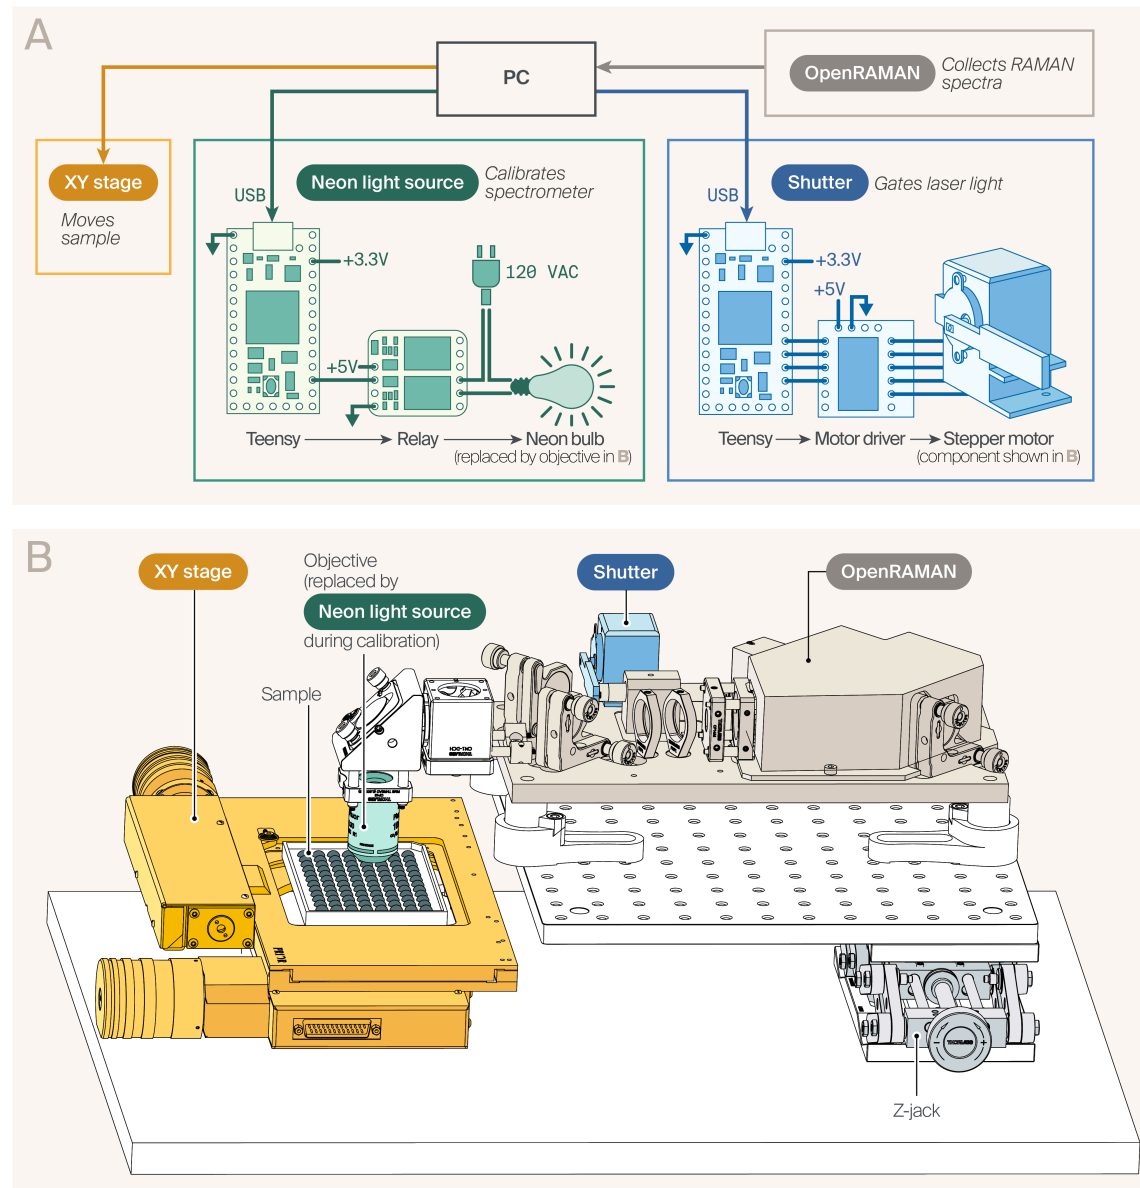 A
PC
OpenRAMAN
Collects RAMAN
spectra
XY stage
Moves
sample
USB
Neon light source
Calibrates
spectrometer
+3.3V
120 VAC
+5V
Teensy
Relay
Neon bulb
(replaced by objective in B)
USB
Shutter
Gates laser light
+3.3V
+5V
Teensy
Motor driver
Stepper motor
(component shown in B)
B
XY stage
Objective
(replaced by
Neon light source
during calibration)
Shutter
OpenRAMAN
Sample
THORLABS
- +
Z-jack